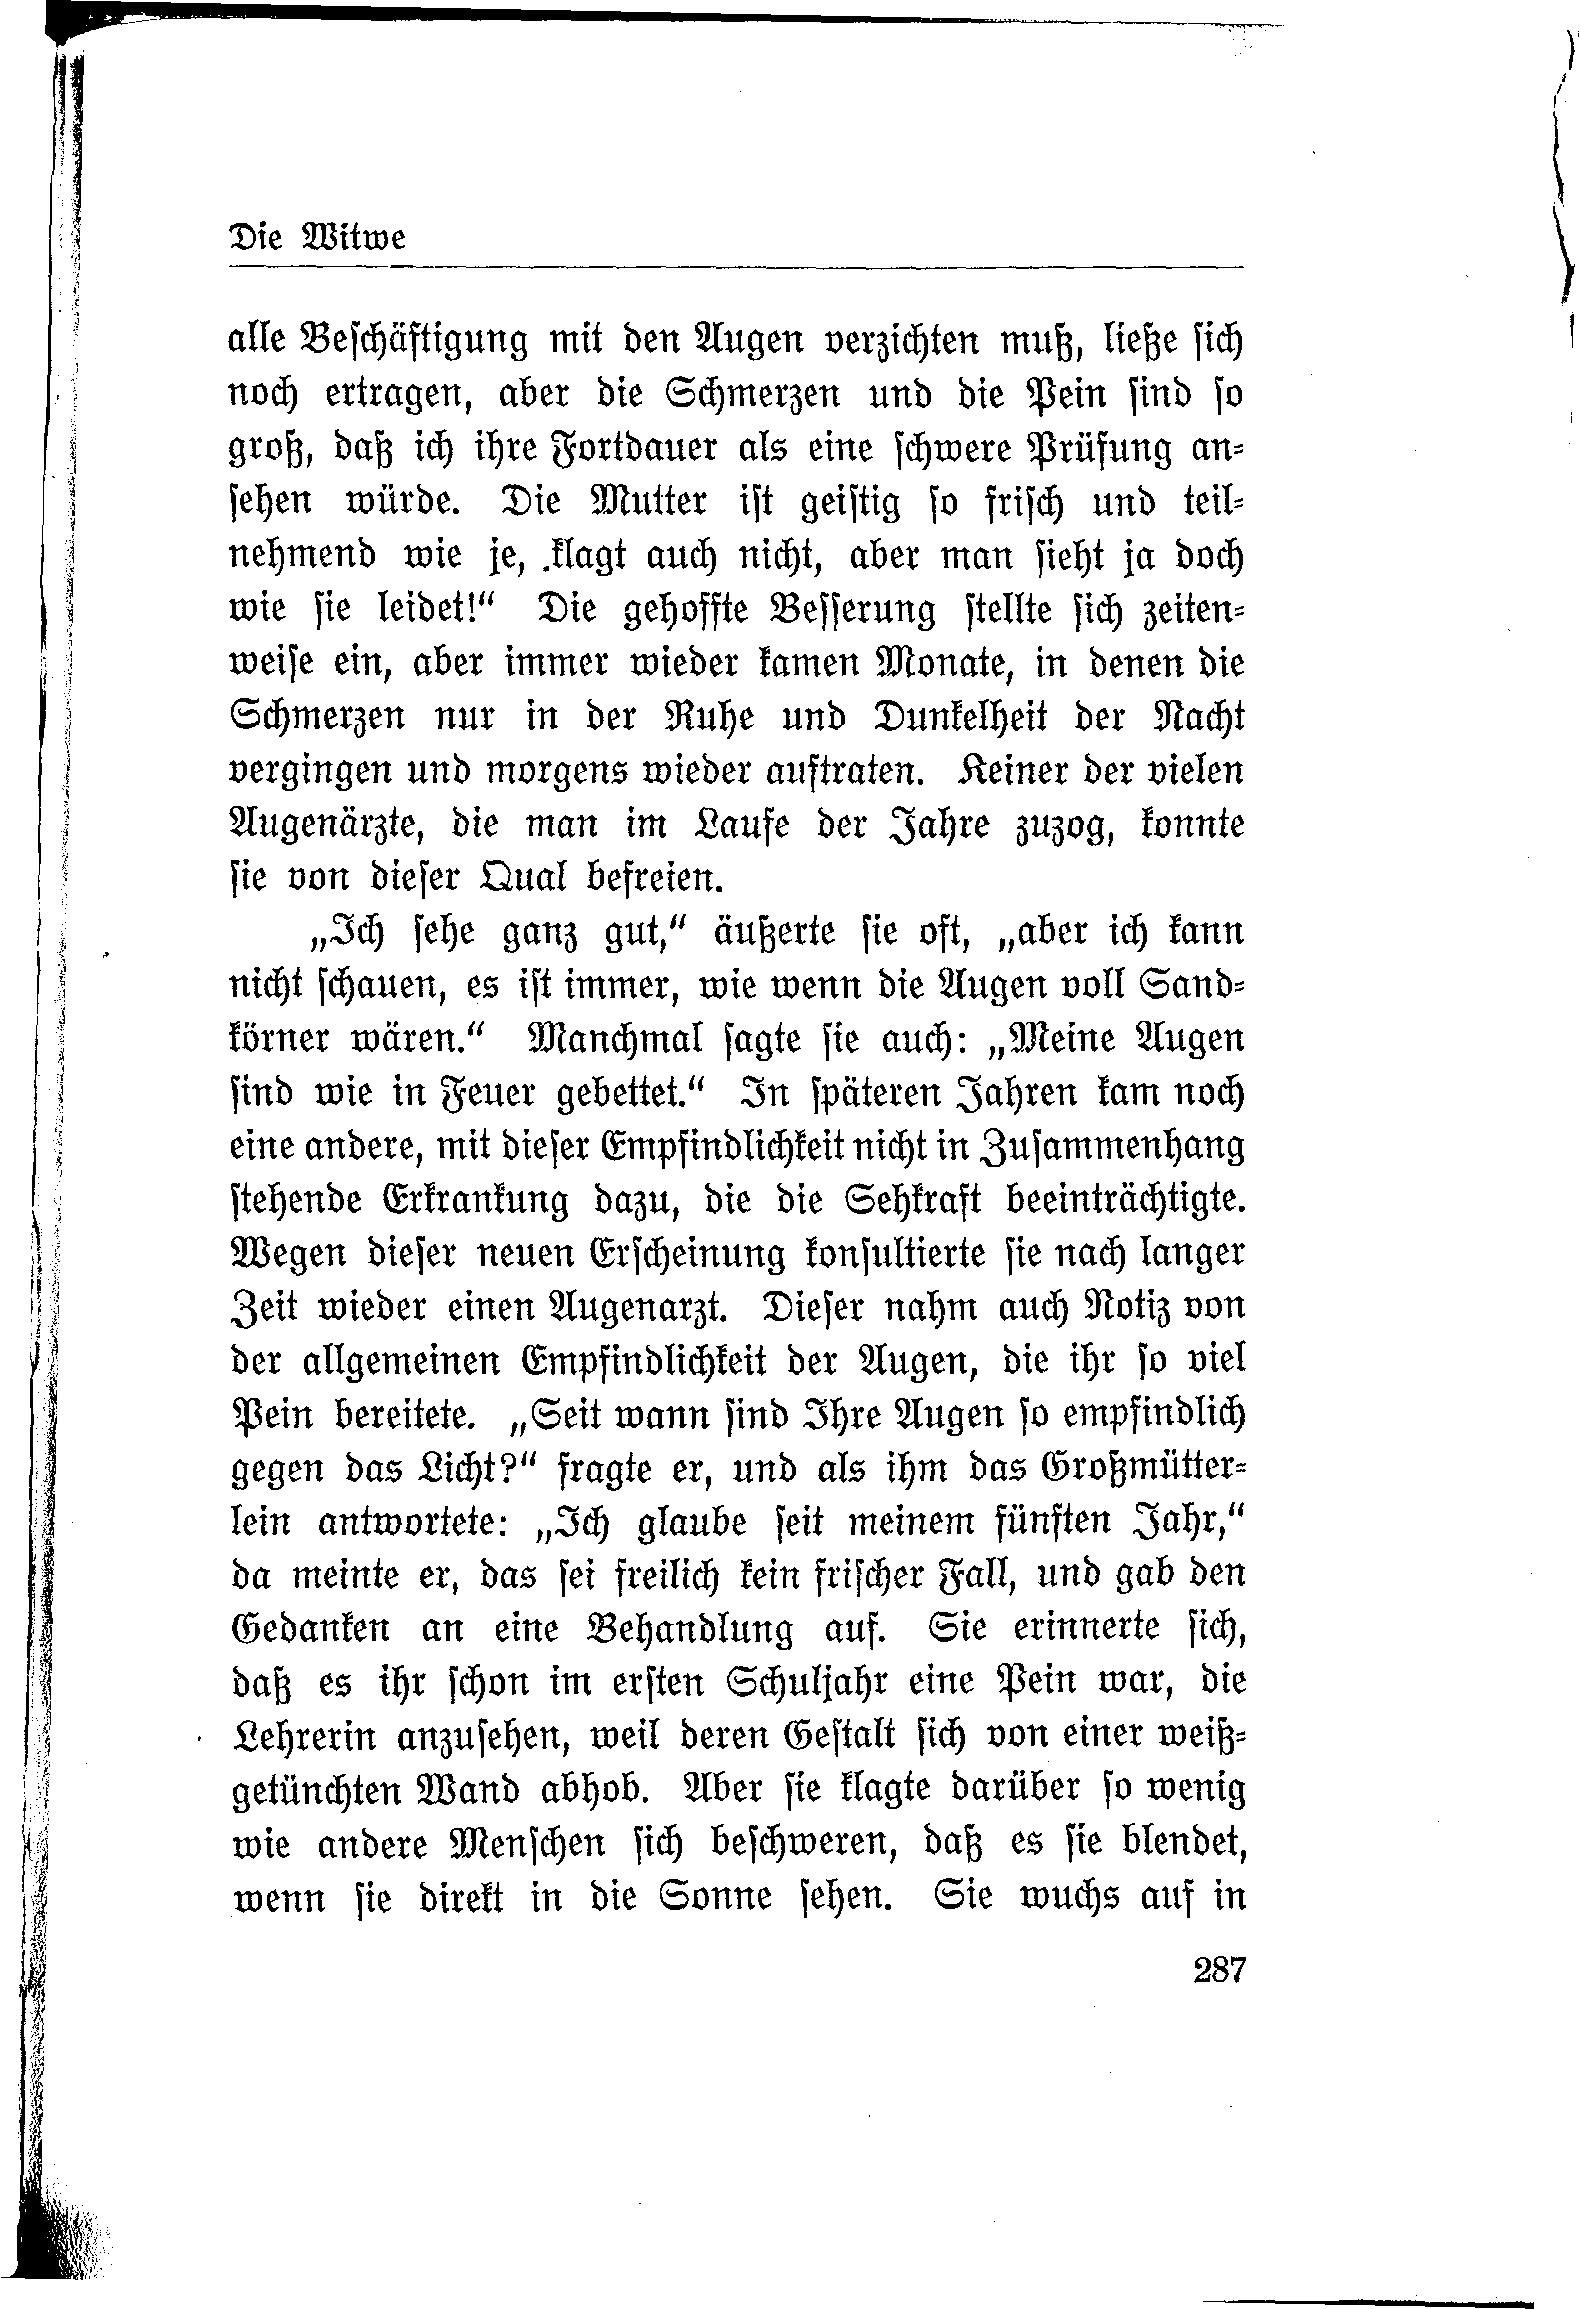 Die Witwe
alle Beschäftigung mit den Augen verzichten muß, ließe sich
noch ertragen, aber die Schmerzen und die Pein sind so
groß, daß ich ihre Fortdauer als eine schwere Prüfung an-
sehen würde. Die Mutter ist geistig so frisch und teil-
nehmend wie je, klagt auch nicht, aber man sieht ja doch
wie sie leidet!“ Die gehoffte Besserung stellte sich zeiten-
weise ein, aber immer wieder kamen Monate, in denen die
Schmerzen nur in der Ruhe und Dunkelheit der Nacht
vergingen und morgens wieder auftraten. Keiner der vielen
Augenärzte, die man im Laufe der Jahre zuzog, konnte
sie von dieser Qual befreien.
„Ich sehe ganz gut,“ äußerte sie oft, „aber ich kann
nicht schauen, es ist immer, wie wenn die Augen voll Sand-
körner wären.“ Manchmal sagte sie auch: „Meine Augen
sind wie in Feuer gebettet.“ In späteren Jahren kam noch
eine andere, mit dieser Empfindlichkeit nicht in Zusammenhang
stehende Erkrankung dazu, die die Sehkraft beeinträchtigte.
Wegen dieser neuen Erscheinung konsultierte sie nach langer
Zeit wieder einen Augenarzt. Dieser nahm auch Notiz von
der allgemeinen Empfindlichkeit der Augen, die ihr so viel
Pein bereitete. „Seit wann sind Ihre Augen so empfindlich
gegen das Licht?“ fragte er, und als ihm das Großmütter-
lein antwortete: „Ich glaube seit meinem fünften Jahr,“
da meinte er, das sei freilich kein frischer Fall, und gab den
Gedanken an eine Behandlung auf. Sie erinnerte sich,
daß es ihr schon im ersten Schuljahr eine Pein war, die
Lehrerin anzusehen, weil deren Gestalt sich von einer weiß-
getünchten Wand abhob. Aber sie klagte darüber so wenig
wie andere Menschen sich beschweren, daß es sie blendet,
wenn sie direkt in die Sonne sehen. Sie wuchs auf in
287